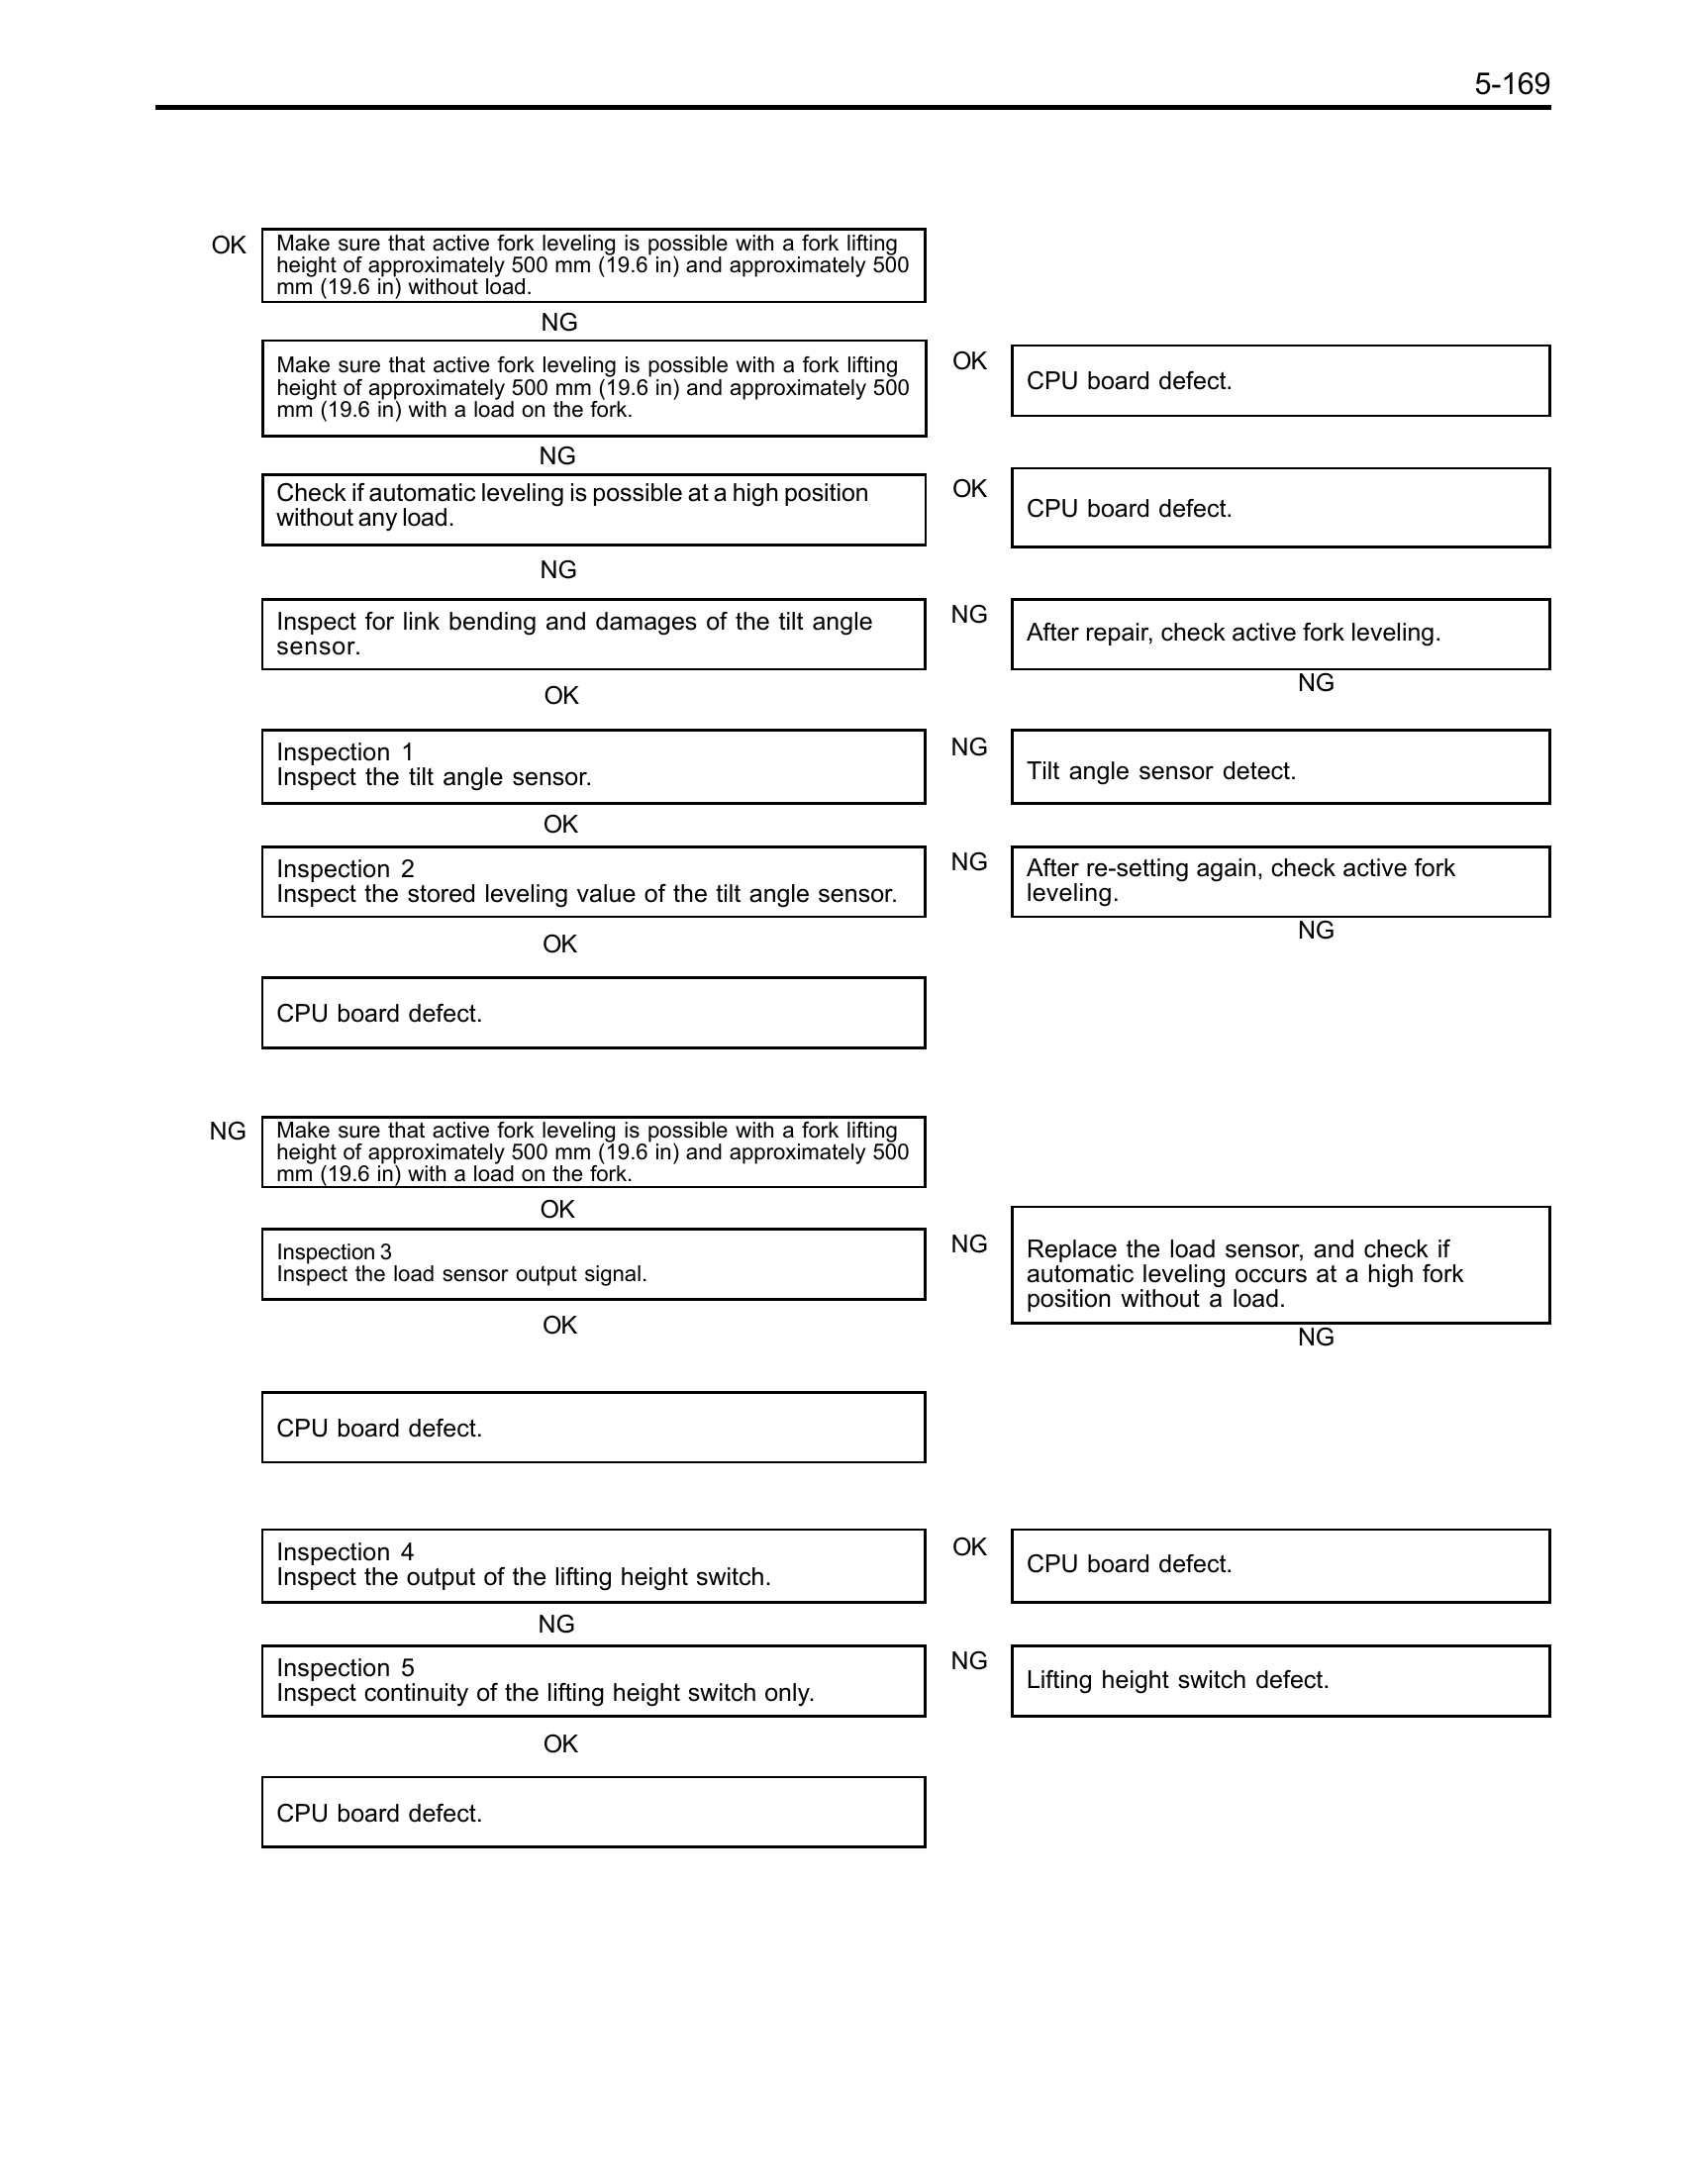 5-169
OK
Make sure that active fork leveling is possible with a fork lifting
height of approximately 500 mm (19.6 in) and approximately 500
mm (19.6 in) without load.
NG
Make sure that active fork leveling is possible with a fork lifting
height of approximately 500 mm (19.6 in) and approximately 500
mm (19.6 in) with a load on the fork.
OK
CPU board defect.
NG
Check if automatic leveling is possible at a high position
without any load.
OK
CPU board defect.
NG
Inspect for link bending and damages of the tilt angle
sensor.
NG
After repair, check active fork leveling.
NG
OK
Inspection 1
Inspect the tilt angle sensor.
NG
Tilt angle sensor detect.
OK
Inspection 2
Inspect the stored leveling value of the tilt angle sensor.
NG
After re-setting again, check active fork
leveling.
NG
OK
CPU board defect.
NG
Make sure that active fork leveling is possible with a fork lifting
height of approximately 500 mm (19.6 in) and approximately 500
mm (19.6 in) with a load on the fork.
OK
Inspection 3
Inspect the load sensor output signal.
NG
Replace the load sensor, and check if
automatic leveling occurs at a high fork
position without a load.
NG
OK
CPU board defect.
Inspection 4
Inspect the output of the lifting height switch.
OK
CPU board defect.
NG
Inspection 5
Inspect continuity of the lifting height switch only.
NG
Lifting height switch defect.
OK
CPU board defect.